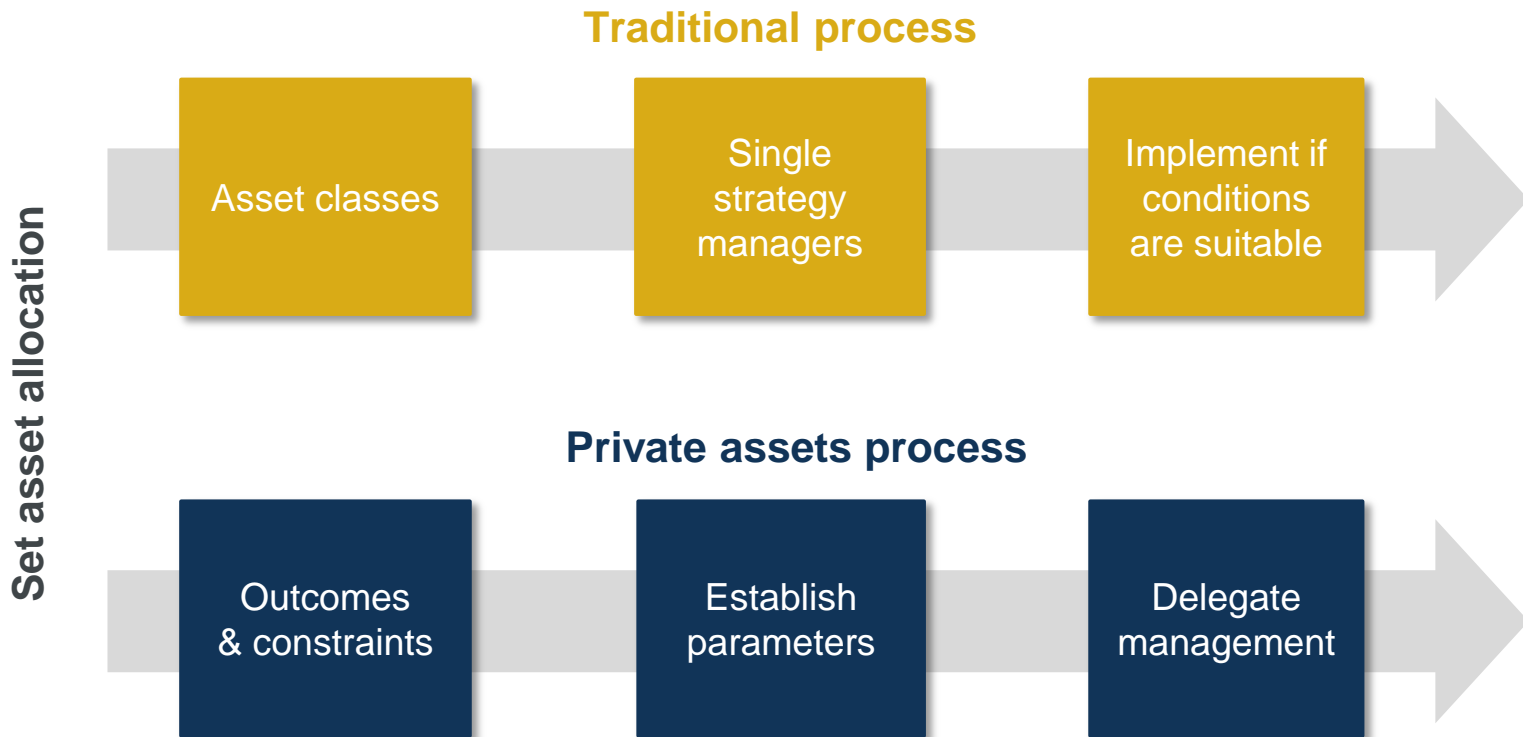 Traditional process
Set asset allocation
Asset classes
Single
strategy
managers
Implement if
conditions
are suitable
Private assets process
Outcomes
& constraints
Establish
parameters
Delegate
management